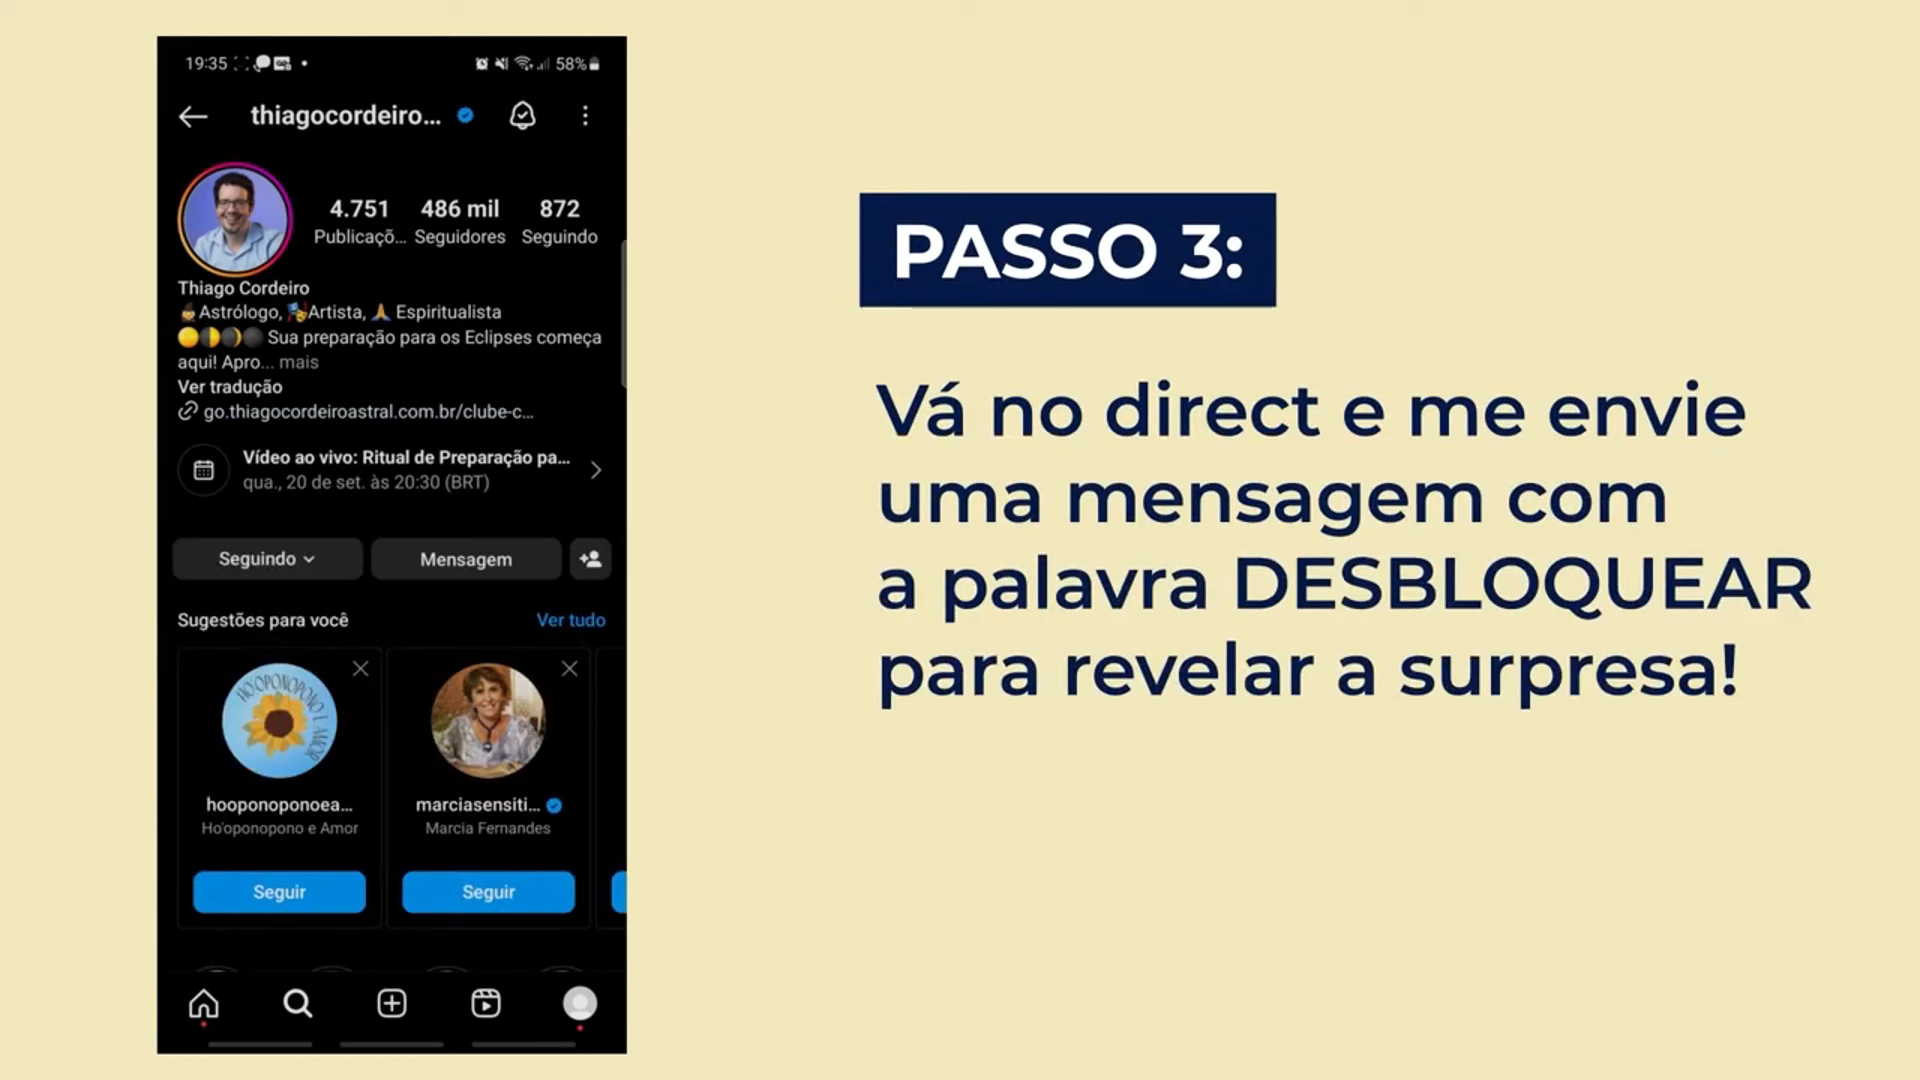 19:35
58%
thiagocordeiro...
4.751
486 mil
872
Publicaçõ...
Seguidores
Seguindo
Thiago Cordeiro
Astrólogo, Artista, Espiritualista
Sua preparação para os Eclipses começa
aqui! Apro... mais
Ver tradução
go.thiagocordeiroastral.com.br/clube-c...
Vídeo ao vivo: Ritual de Preparação pa...
qua., 20 de set. às 20:30 (BRT)
Seguindo
Mensagem
Sugestões para você
Ver tudo
HO'OPONOPONO E AMOR
hooponoponoea...
Ho'oponopono e Amor
Seguir
marciasensiti...
Marcia Fernandes
Seguir
PASSO 3:
Vá no direct e me envie
uma mensagem com
a palavra DESBLOQUEAR
para revelar a surpresa!